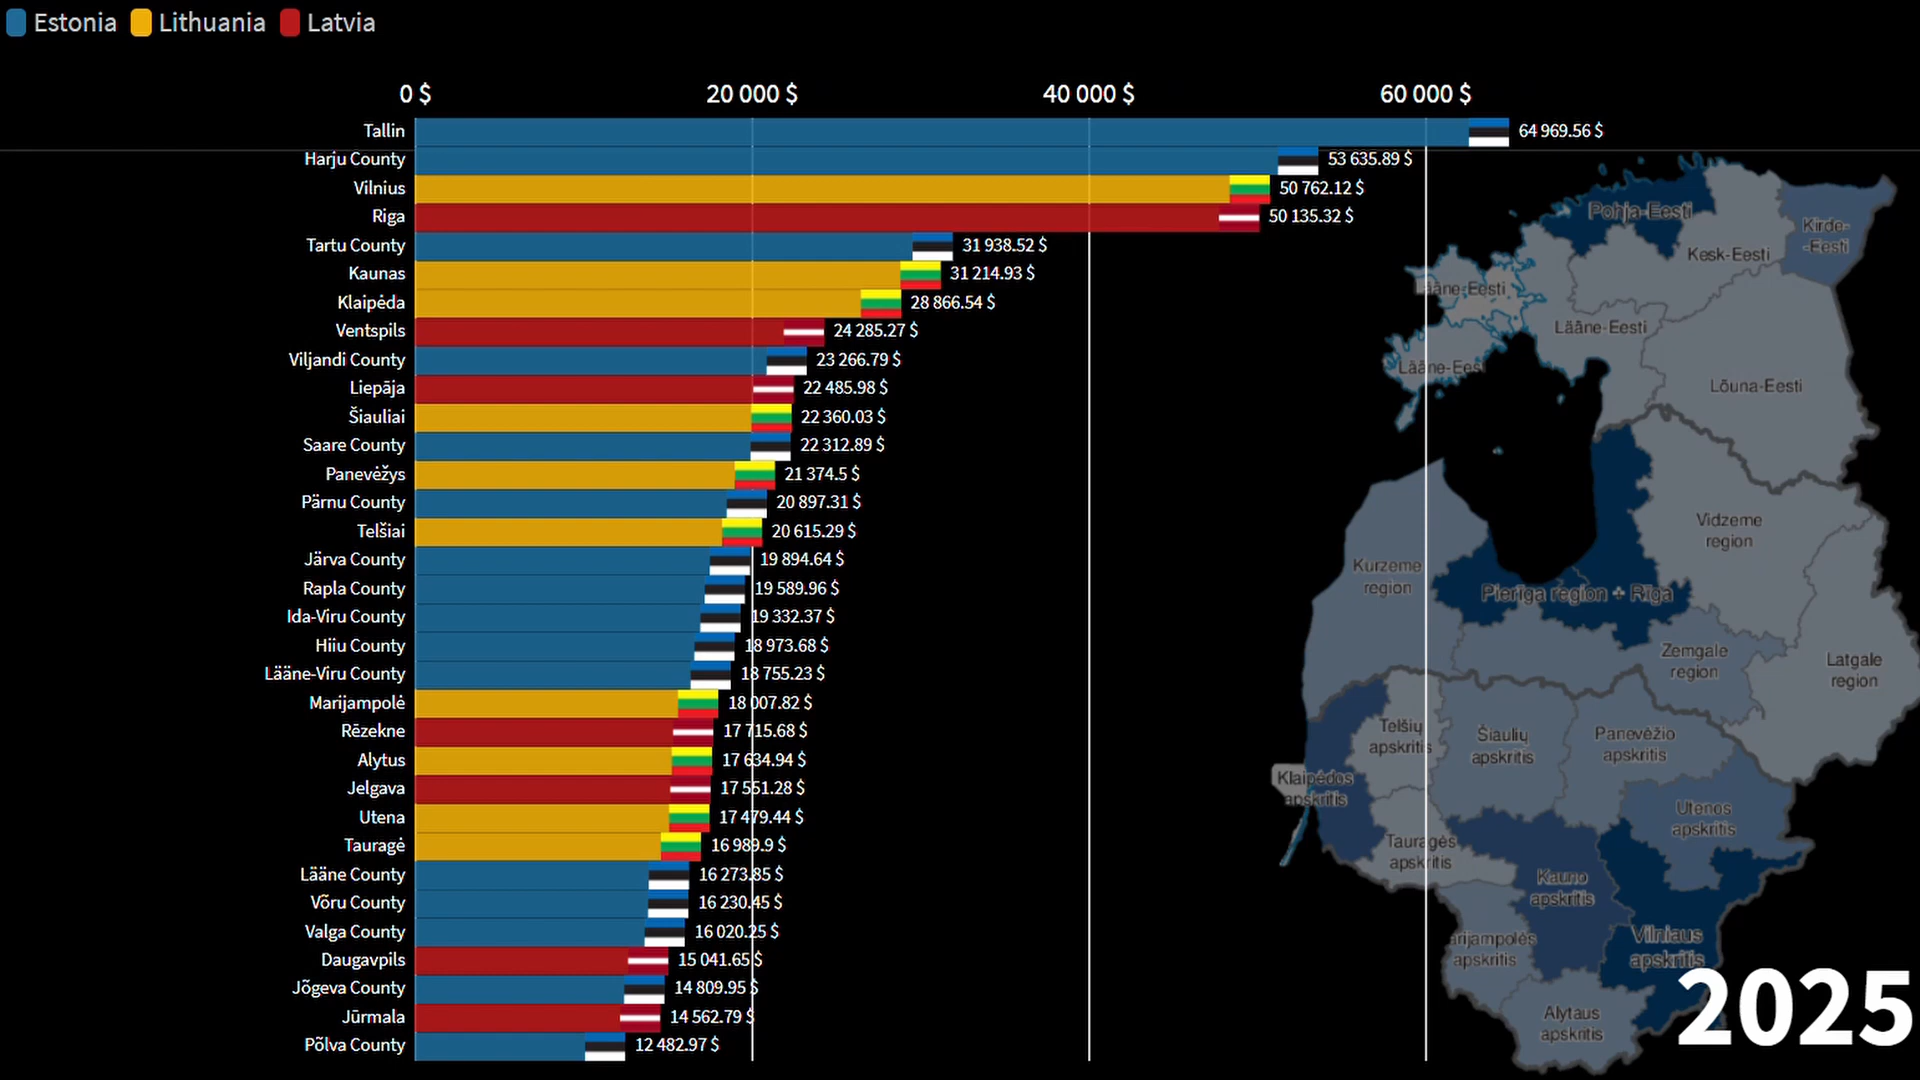 Estonia Lithuania Latvia
0 $ 20 000 $ 40 000 $ 60 000 $
Tallin 64 969.56 $
Harju County 53 635.89 $
Vilnius 50 762.12 $
Riga 50 135.32 $
Tartu County 31 938.52 $
Kaunas 31 214.93 $
Klaipėda 28 866.54 $
Ventspils 24 285.27 $
Viljandi County 23 266.79 $
Liepāja 22 485.98 $
Šiauliai 22 360.03 $
Saare County 22 312.89 $
Panevėžys 21 374.5 $
Pärnu County 20 897.31 $
Telšiai 20 615.29 $
Järva County 19 894.64 $
Rapla County 19 589.96 $
Ida-Viru County 19 332.37 $
Hiiu County 18 973.68 $
Lääne-Viru County 18 755.23 $
Marijampolė 18 007.82 $
Rēzekne 17 715.68 $
Alytus 17 634.94 $
Jelgava 17 551.28 $
Utena 17 479.44 $
Tauragė 16 989.9 $
Lääne County 16 273.85 $
Võru County 16 230.45 $
Valga County 16 020.25 $
Daugavpils 15 041.65 $
Jõgeva County 14 809.95 $
Jūrmala 14 562.79 $
Põlva County 12 482.97 $
Pohja-Eesti
Kirde-
-Eesti
Kesk-Eesti
Lääne-Eesti
Lääne-Eesti
Lääne-Eest
Lõuna-Eesti
Vidzeme
region
Kurzeme
region
Pierīga region + Rīga
Zemgale
region
Latgale
region
Telšių
apskritis
Šiaulių
apskritis
Panevėžio
apskritis
Klaipėdos
apskritis
Utenos
apskritis
Tauragės
apskritis
Kauno
apskritis
Vilniaus
apskritis
arijampolės
apskritis
Alytaus
apskritis
2025